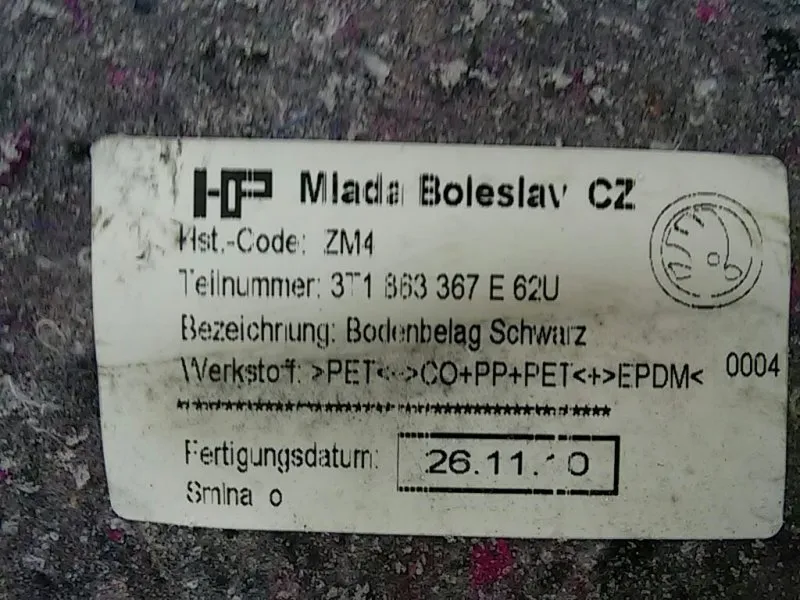 HP Mlada Boleslav CZ
Hst.-Code: ZM4
Teilnummer: 3T1 863 367 E 62U
Bezeichnung: Bodenbelag Schwarz
Werkstoff: >PET<->CO+PP+PET<+>EPDM< 0004
**********************************************
Fertigungsdatum: 26.11.10